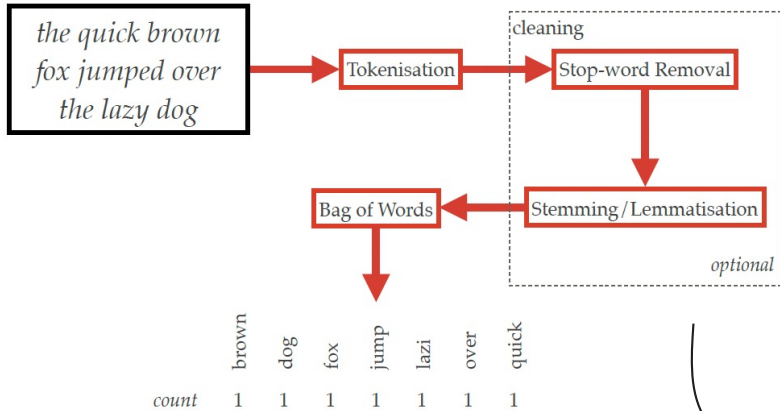 the quick brown
fox jumped over
the lazy dog
Tokenisation
cleaning
Stop-word Removal
Stemming/Lemmatisation
optional
Bag of Words
brown
dog
fox
jump
lazi
over
quick
count 1 1 1 1 1 1 1